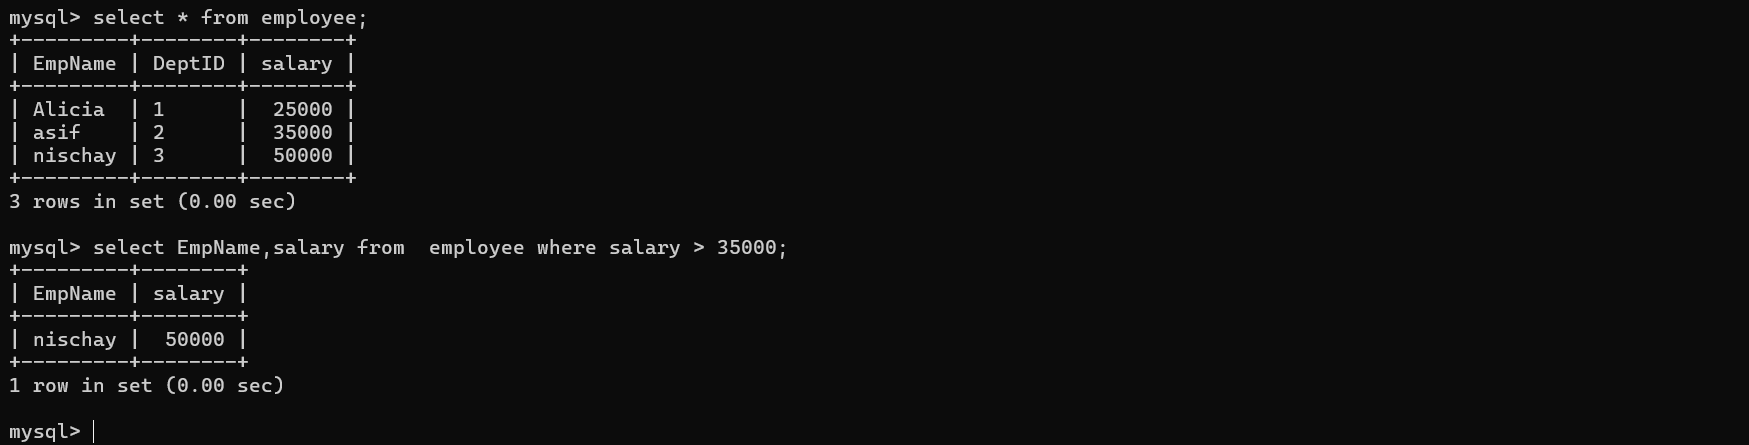 mysql> select * from employee;
+---------+--------+--------+
| EmpName | DeptID | salary |
+---------+--------+--------+
| Alicia  | 1      |  25000 |
| asif    | 2      |  35000 |
| nischay | 3      |  50000 |
+---------+--------+--------+
3 rows in set (0.00 sec)

mysql> select EmpName,salary from  employee where salary > 35000;
+---------+--------+
| EmpName | salary |
+---------+--------+
| nischay |  50000 |
+---------+--------+
1 row in set (0.00 sec)

mysql>